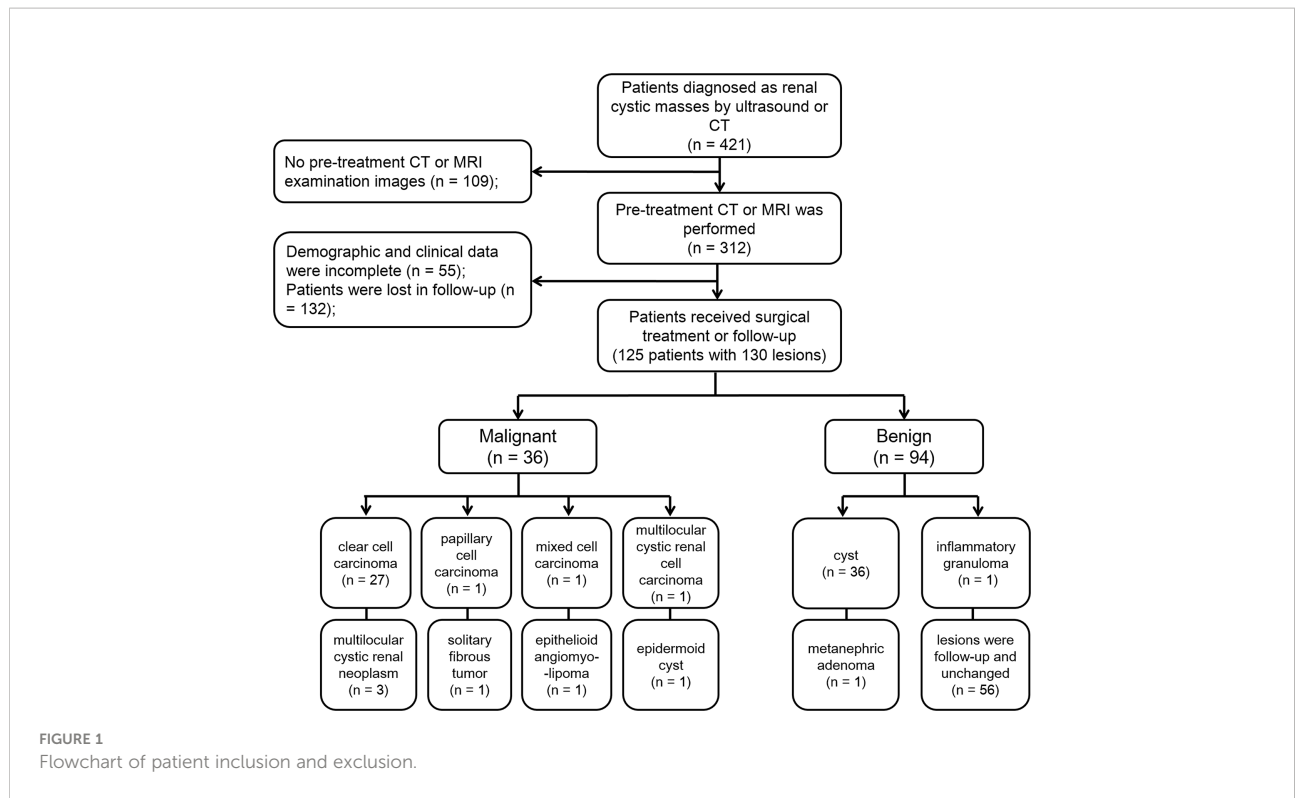 Patients diagnosed as renal
cystic masses by ultrasound or
CT
(n = 421)
No pre-treatment CT or MRI
examination images (n = 109);
Pre-treatment CT or MRI was
performed
(n = 312)
Demographic and clinical data
were incomplete (n = 55);
Patients were lost in follow-up (n
= 132);
Patients received surgical
treatment or follow-up
(125 patients with 130 lesions)
Malignant
(n = 36)
Benign
(n = 94)
clear cell
carcinoma
(n = 27)
papillary
cell
carcinoma
(n = 1)
mixed cell
carcinoma
(n = 1)
multilocular
cystic renal
cell
carcinoma
(n = 1)
cyst
(n = 36)
inflammatory
granuloma
(n = 1)
multilocular
cystic renal
neoplasm
(n = 3)
solitary
fibrous
tumor
(n = 1)
epithelioid
angiomyo-
-lipoma
(n = 1)
epidermoid
cyst
(n = 1)
metanephric
adenoma
(n = 1)
lesions were
follow-up and
unchanged
(n = 56)
FIGURE 1
Flowchart of patient inclusion and exclusion.